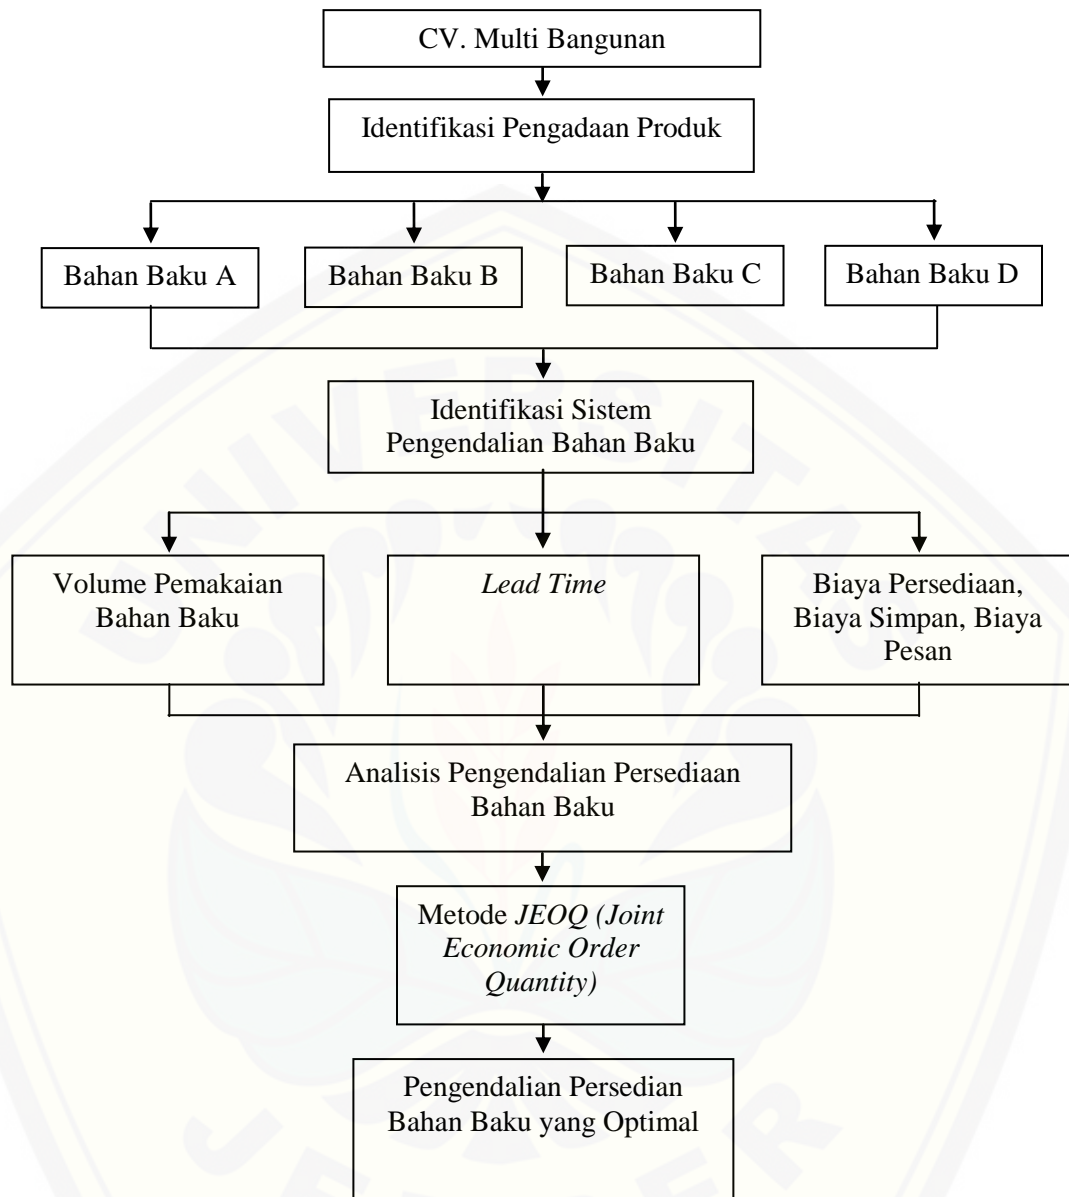 CV. Multi Bangunan
Identifikasi Pengadaan Produk
Bahan Baku A
Bahan Baku B
Bahan Baku C
Bahan Baku D
Identifikasi Sistem
Pengendalian Bahan Baku
Volume Pemakaian
Bahan Baku
Lead Time
Biaya Persediaan,
Biaya Simpan, Biaya
Pesan
Analisis Pengendalian Persediaan
Bahan Baku
Metode JEOQ (Joint
Economic Order
Quantity)
Pengendalian Persedian
Bahan Baku yang Optimal
UNIVERSITAS
JEMBER